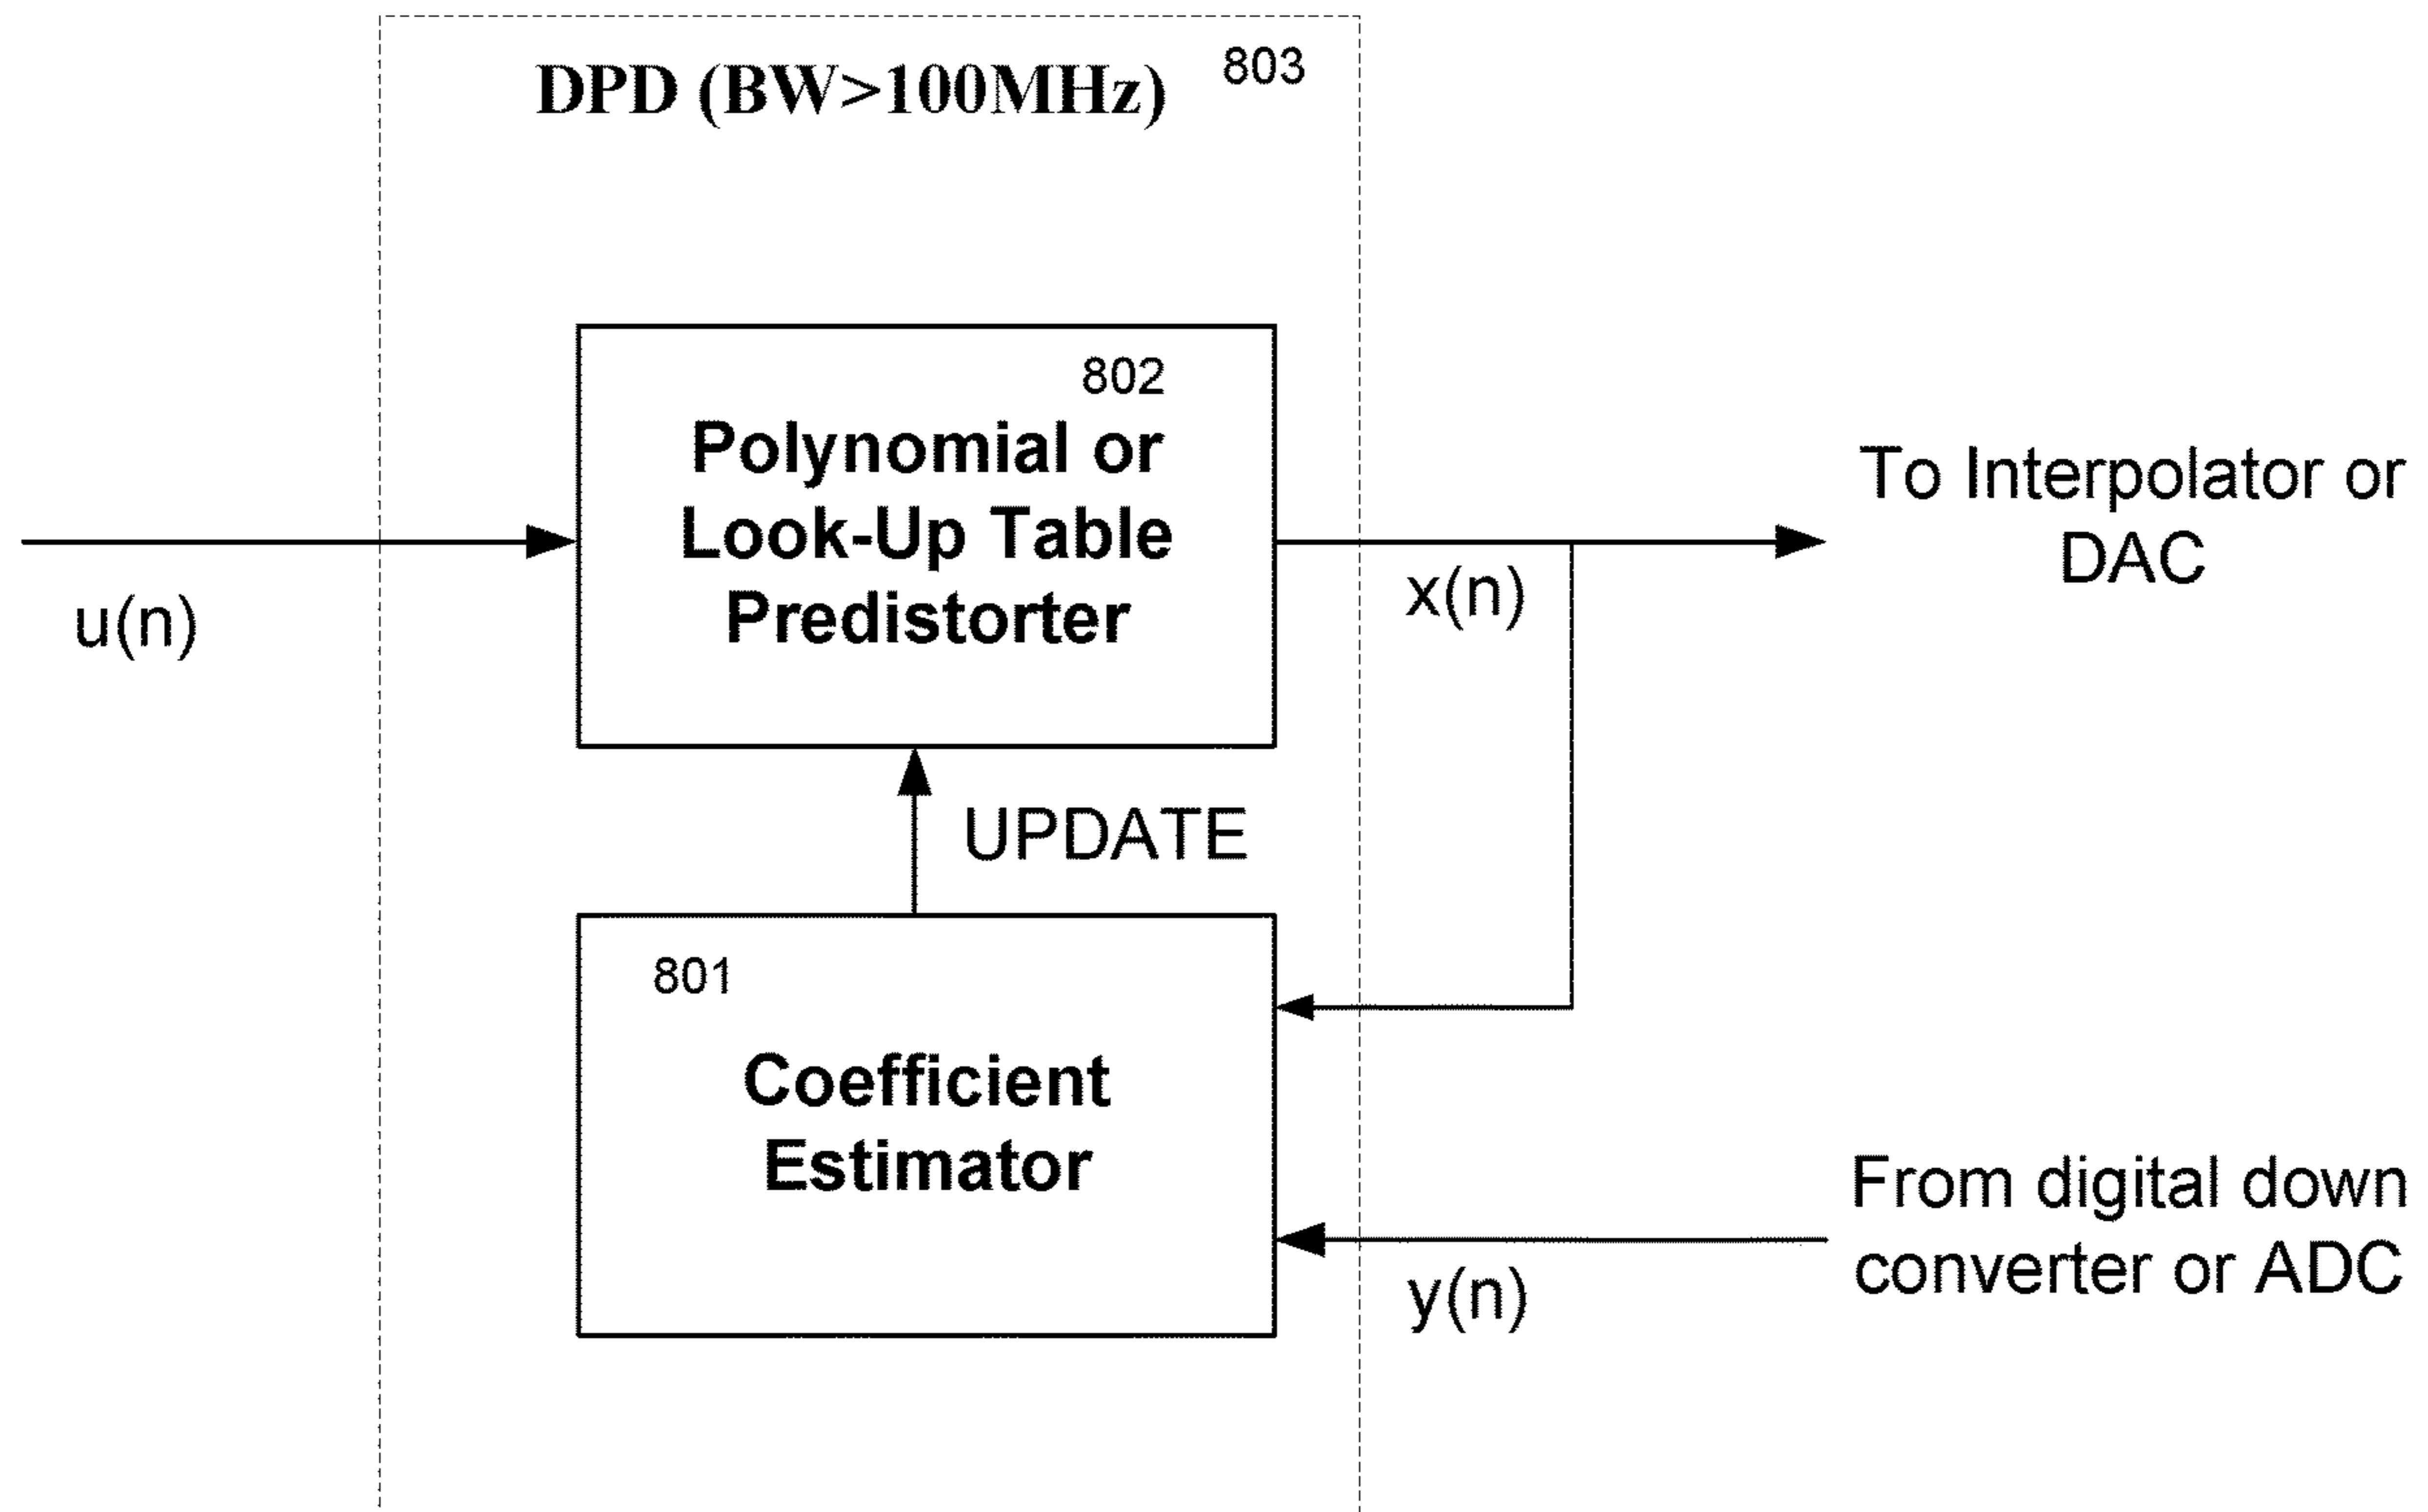 DPD (BW>100MHz)
803
802
Polynomial or
Look-Up Table
Predistorter
u(n)
x(n)
To Interpolator or
DAC
UPDATE
801
Coefficient
Estimator
y(n)
From digital down
converter or ADC